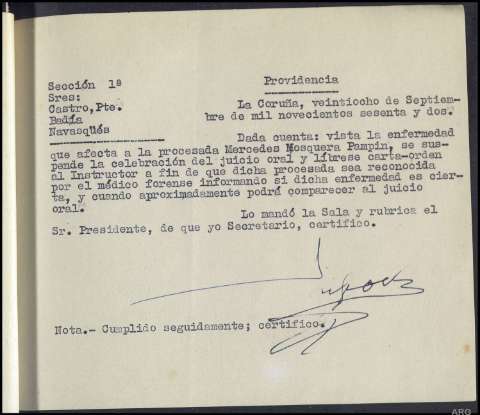 Sección 1ª
Sres:
Castro,Pte.
Badía
Navasqüés
Providencia
La Coruña, veintiocho de Septiem-
bre de mil novecientos sesenta y dos.
Dada cuenta: vista la enfermedad
que afecta a la procesada Mercedes Mosquera Pampin, se sus-
pende la celebración del juicio oral y líbrese carta-orden
al Instructor a fin de que dicha procesada sea reconocida
por el médico forense informando si dicha enfermedad es cier-
ta, y cuando aproximadamente podrá comparecer al juicio
oral.
Lo mandó la Sala y rubrica el
Sr. Presidente, de que yo Secretario, certifico.
Nota.- Cumplido seguidamente; certifico.
ARG